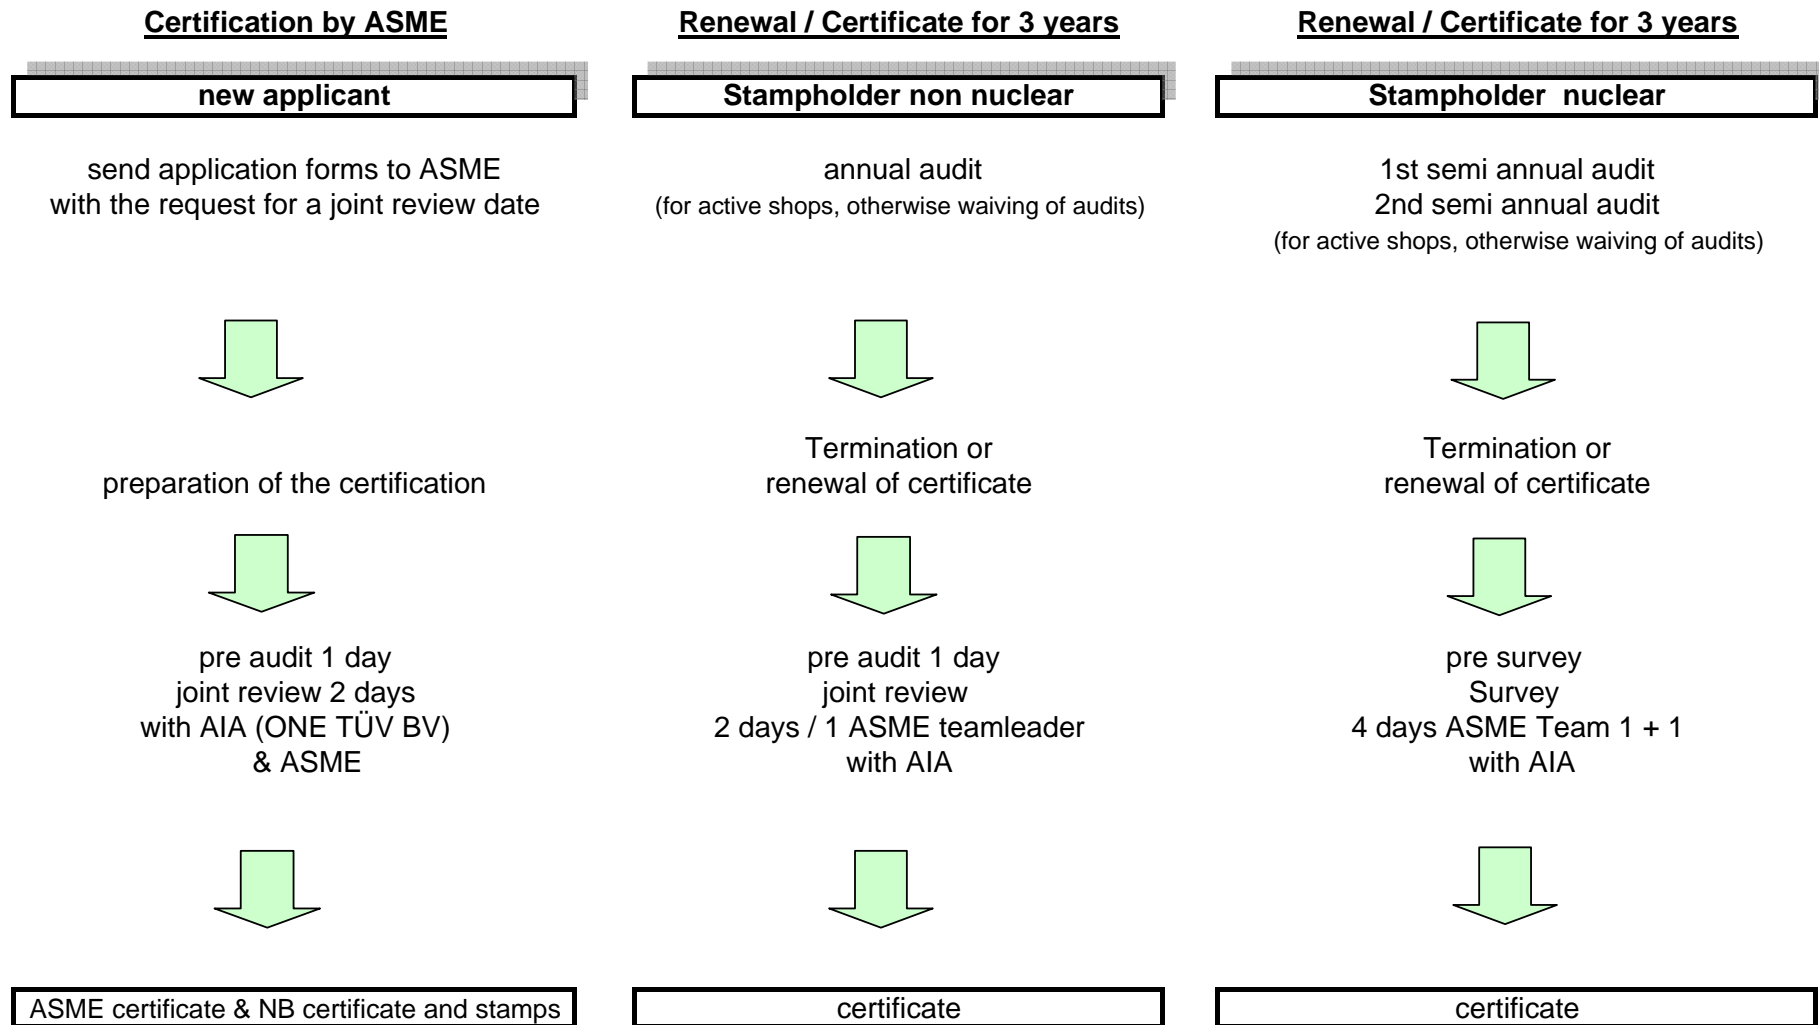 Certification by ASME
new applicant
send application forms to ASME
with the request for a joint review date
preparation of the certification
pre audit 1 day
joint review 2 days
with AIA (ONE TÜV BV)
& ASME
ASME certificate & NB certificate and stamps
Renewal / Certificate for 3 years
Stampholder non nuclear
annual audit
(for active shops, otherwise waiving of audits)
Termination or
renewal of certificate
pre audit 1 day
joint review
2 days / 1 ASME teamleader
with AIA
certificate
Renewal / Certificate for 3 years
Stampholder  nuclear
1st semi annual audit
2nd semi annual audit
(for active shops, otherwise waiving of audits)
Termination or
renewal of certificate
pre survey
Survey
4 days ASME Team 1 + 1
with AIA
certificate